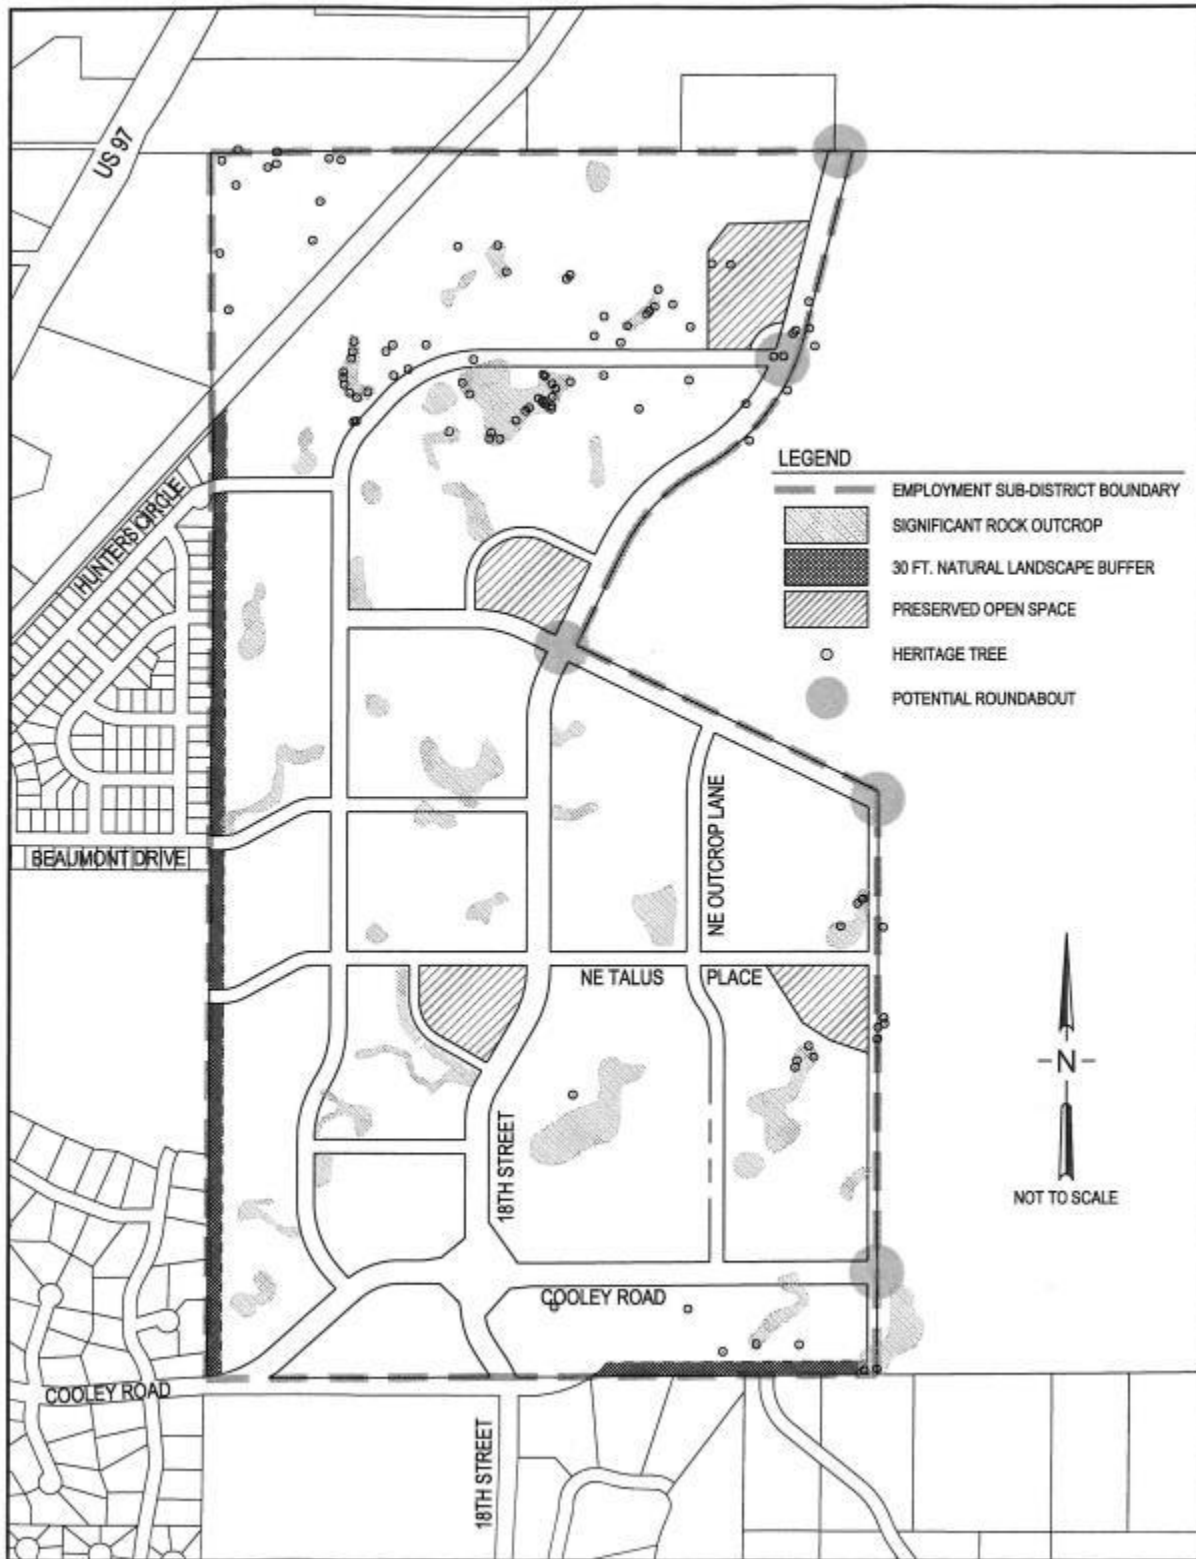 US 97
LEGEND
EMPLOYMENT SUB-DISTRICT BOUNDARY
SIGNIFICANT ROCK OUTCROP
30 FT. NATURAL LANDSCAPE BUFFER
PRESERVED OPEN SPACE
HERITAGE TREE
POTENTIAL ROUNDABOUT
HUNTERS CIRCLE
BEAUMONT DRIVE
NE OUTCROP LANE
NE TALUS PLACE
-N-
NOT TO SCALE
18TH STREET
COOLEY ROAD
COOLEY ROAD
18TH STREET